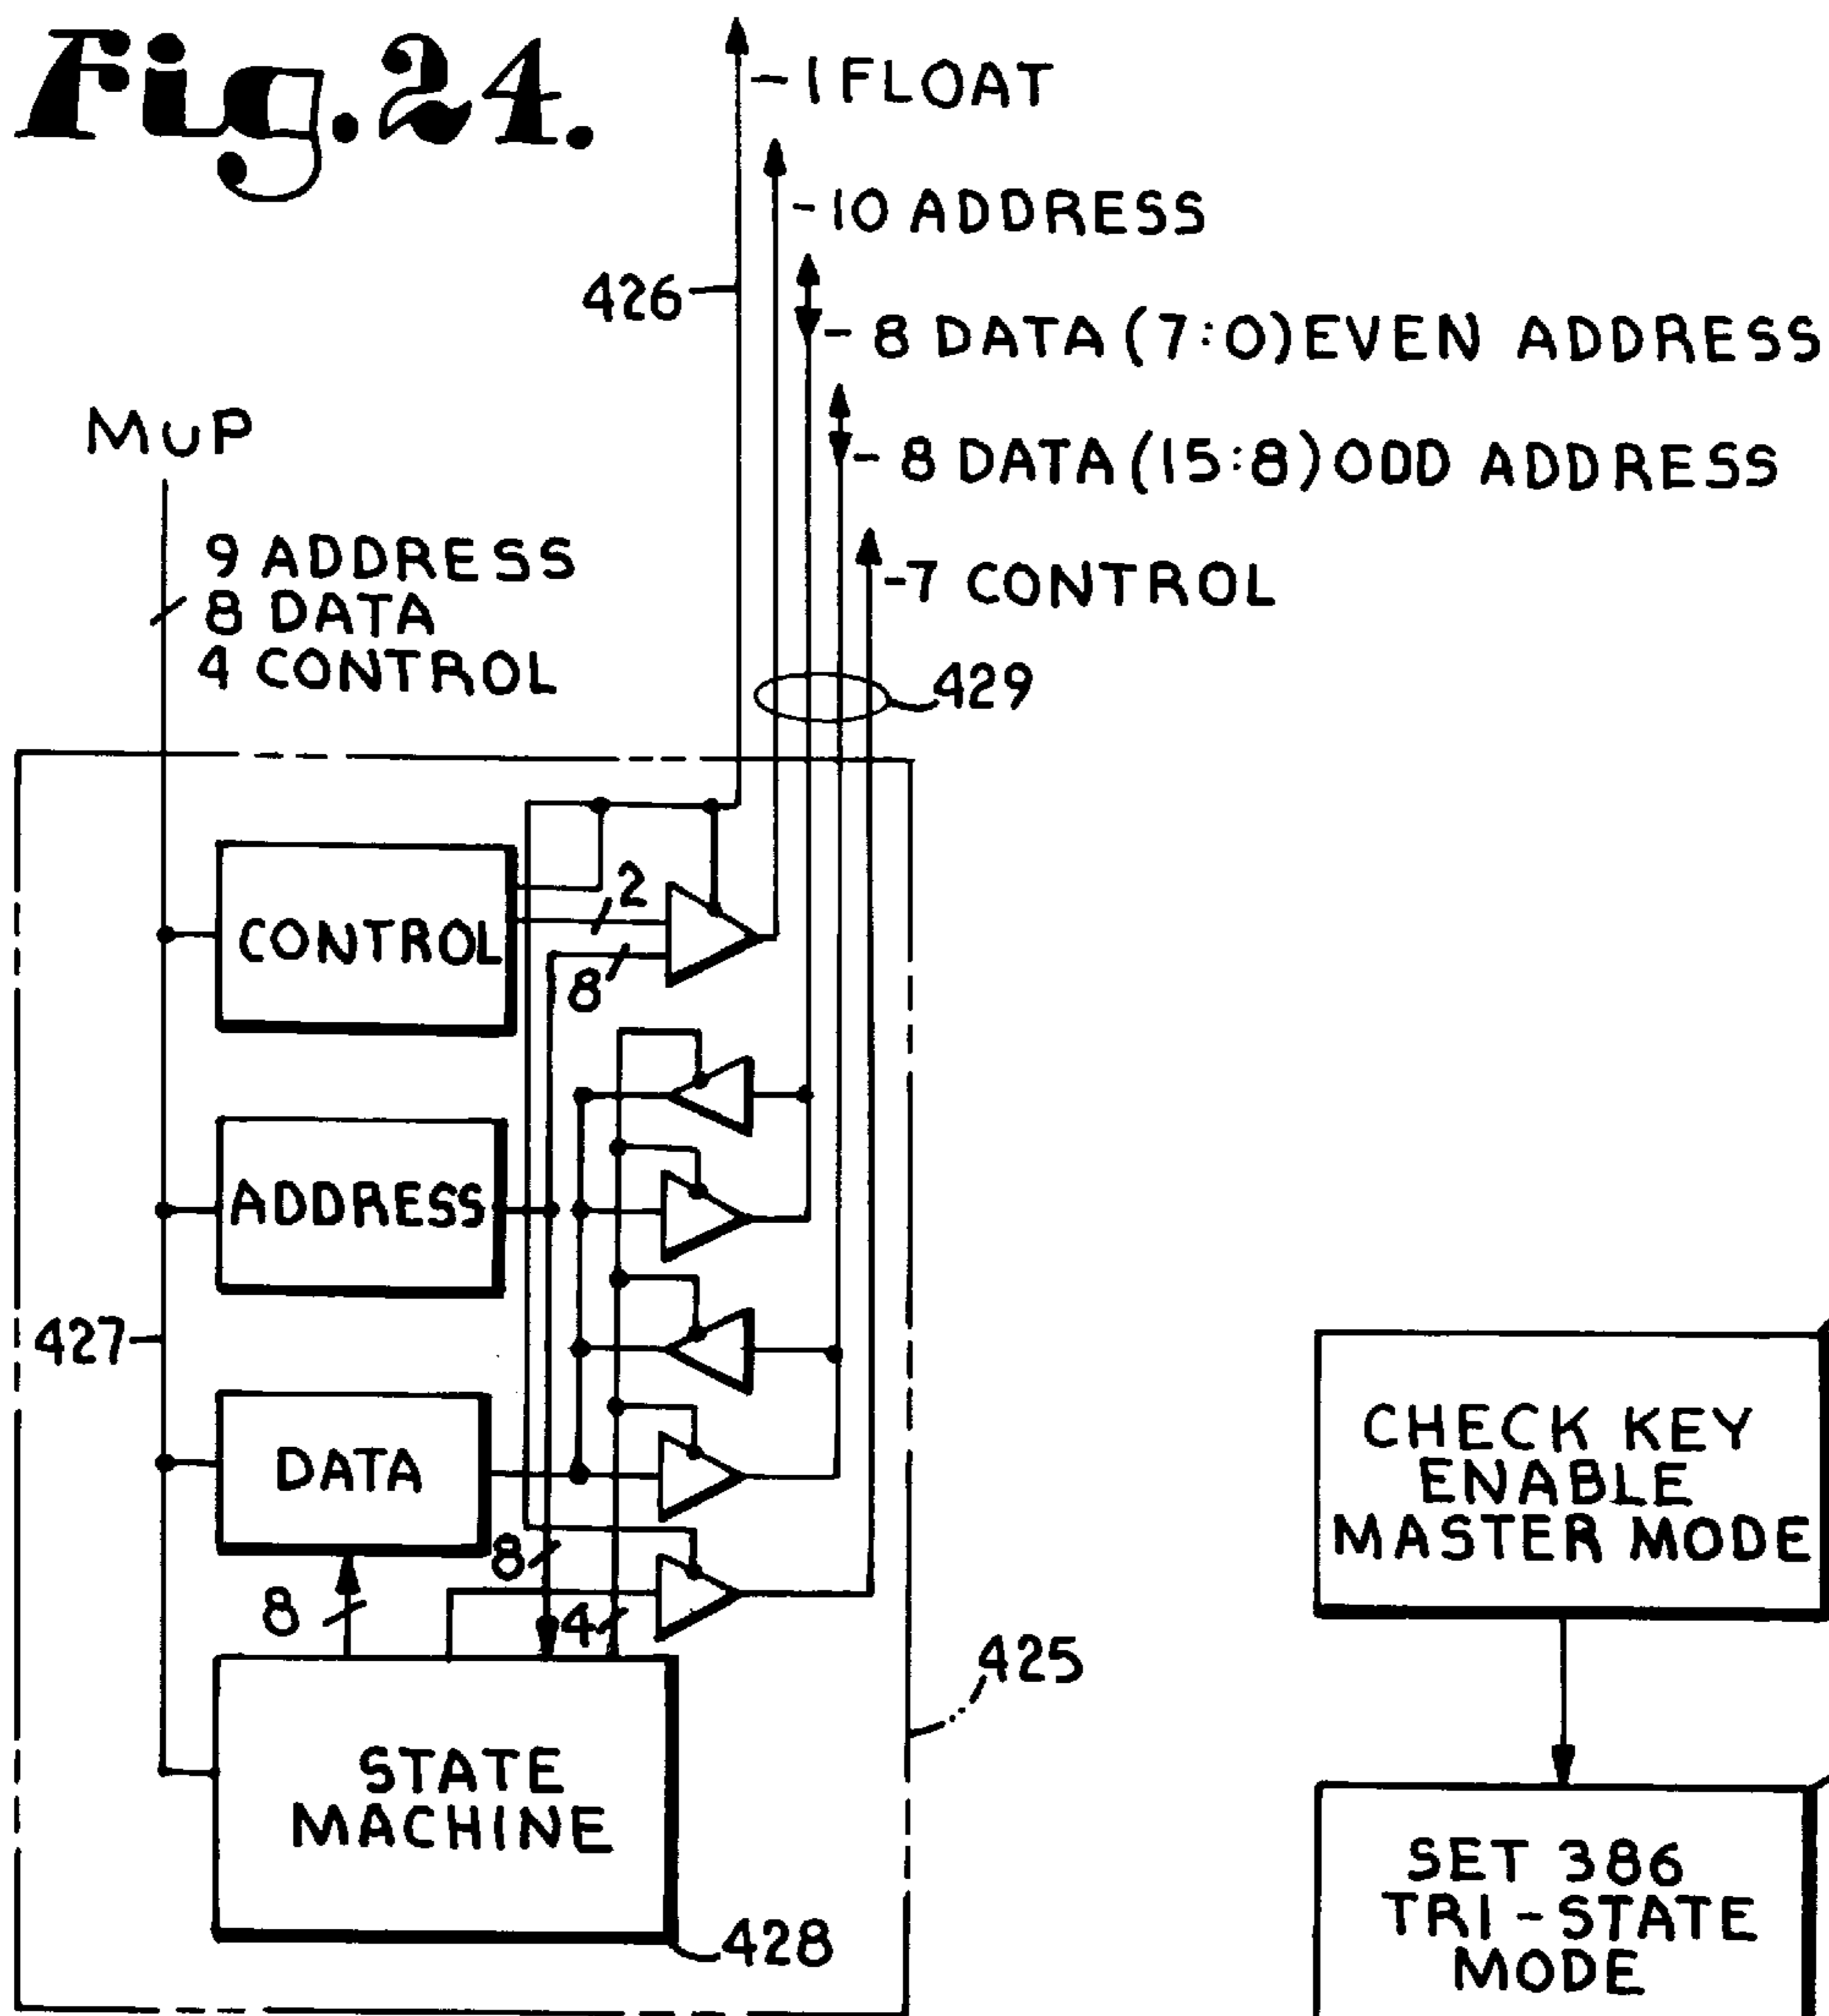 Fig.24.
-1 FLOAT
-10 ADDRESS
426
-8 DATA (7:0) EVEN ADDRESS
MuP
-8 DATA (15:8) ODD ADDRESS
9 ADDRESS
8 DATA
4 CONTROL
-7 CONTROL
429
2
CONTROL
8
ADDRESS
427
DATA
8
8
4
STATE
MACHINE
425
428
CHECK KEY
ENABLE
MASTER MODE
SET 386
TRI-STATE
MODE